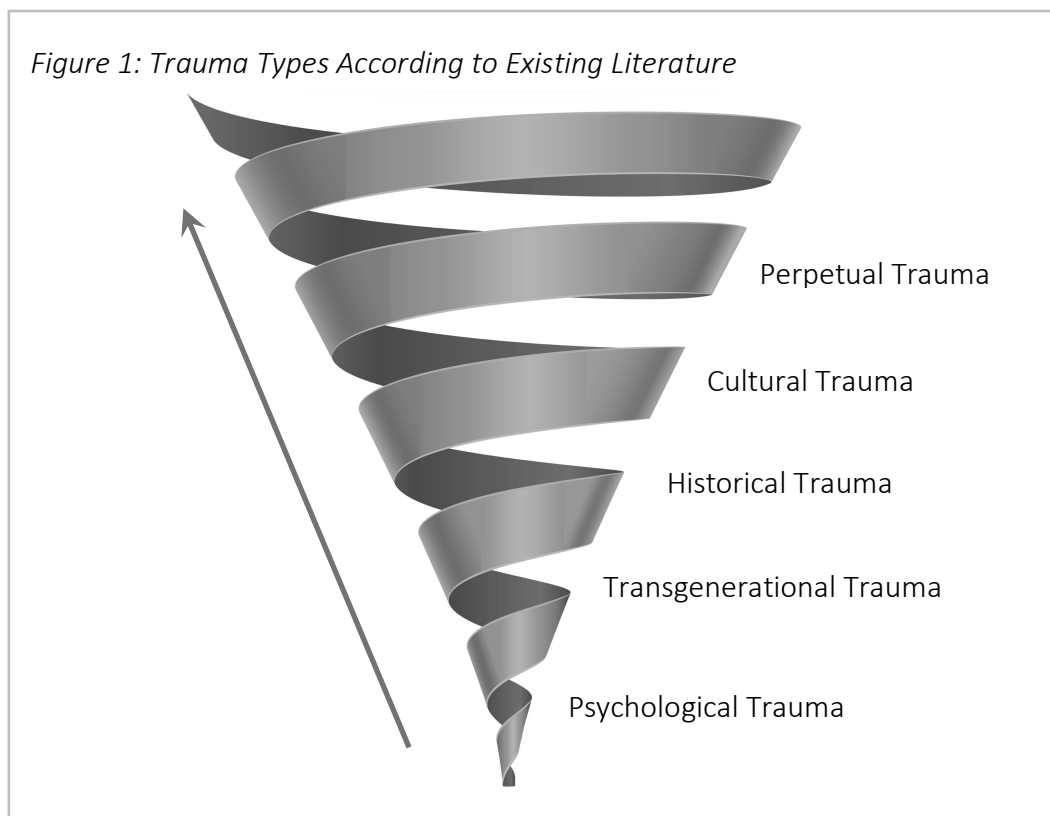 Figure 1: Trauma Types According to Existing Literature
Perpetual Trauma
Cultural Trauma
Historical Trauma
Transgenerational Trauma
Psychological Trauma